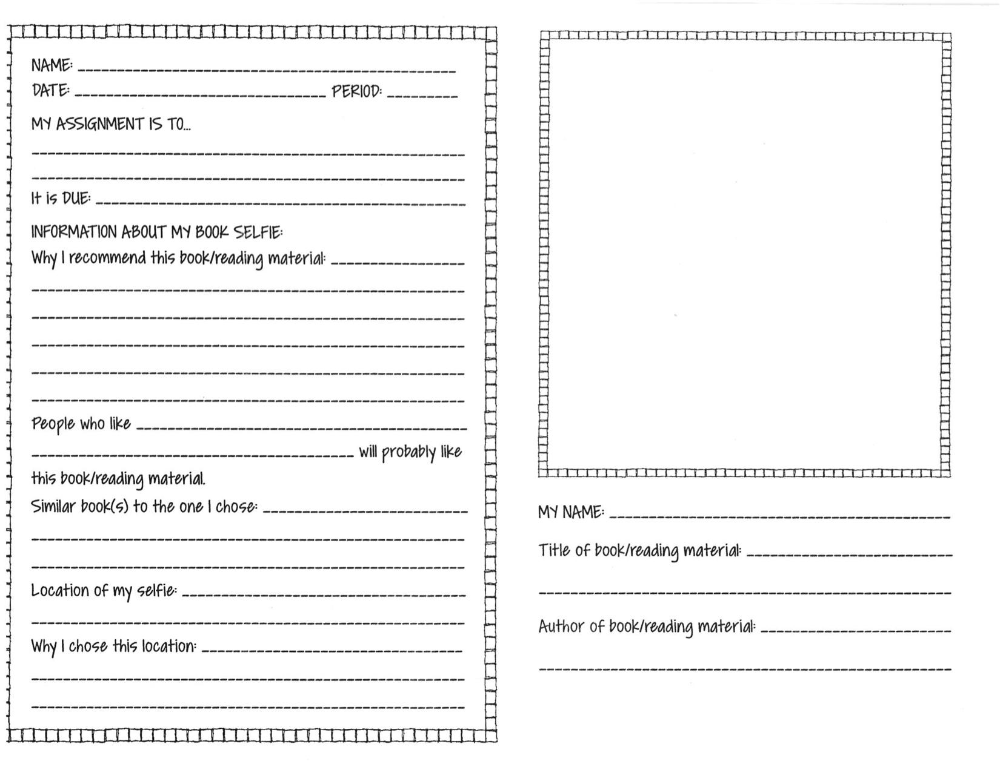 NAME:
DATE: PERIOD:
MY ASSIGNMENT IS TO...
It is DUE:
INFORMATION ABOUT MY BOOK SELFIE:
Why I recommend this book/reading material:
People who like
will probably like
this book/reading material.
Similar book(s) to the one I chose:
Location of my selfie:
Why I chose this location:
MY NAME:
Title of book/reading material:
Author of book/reading material: